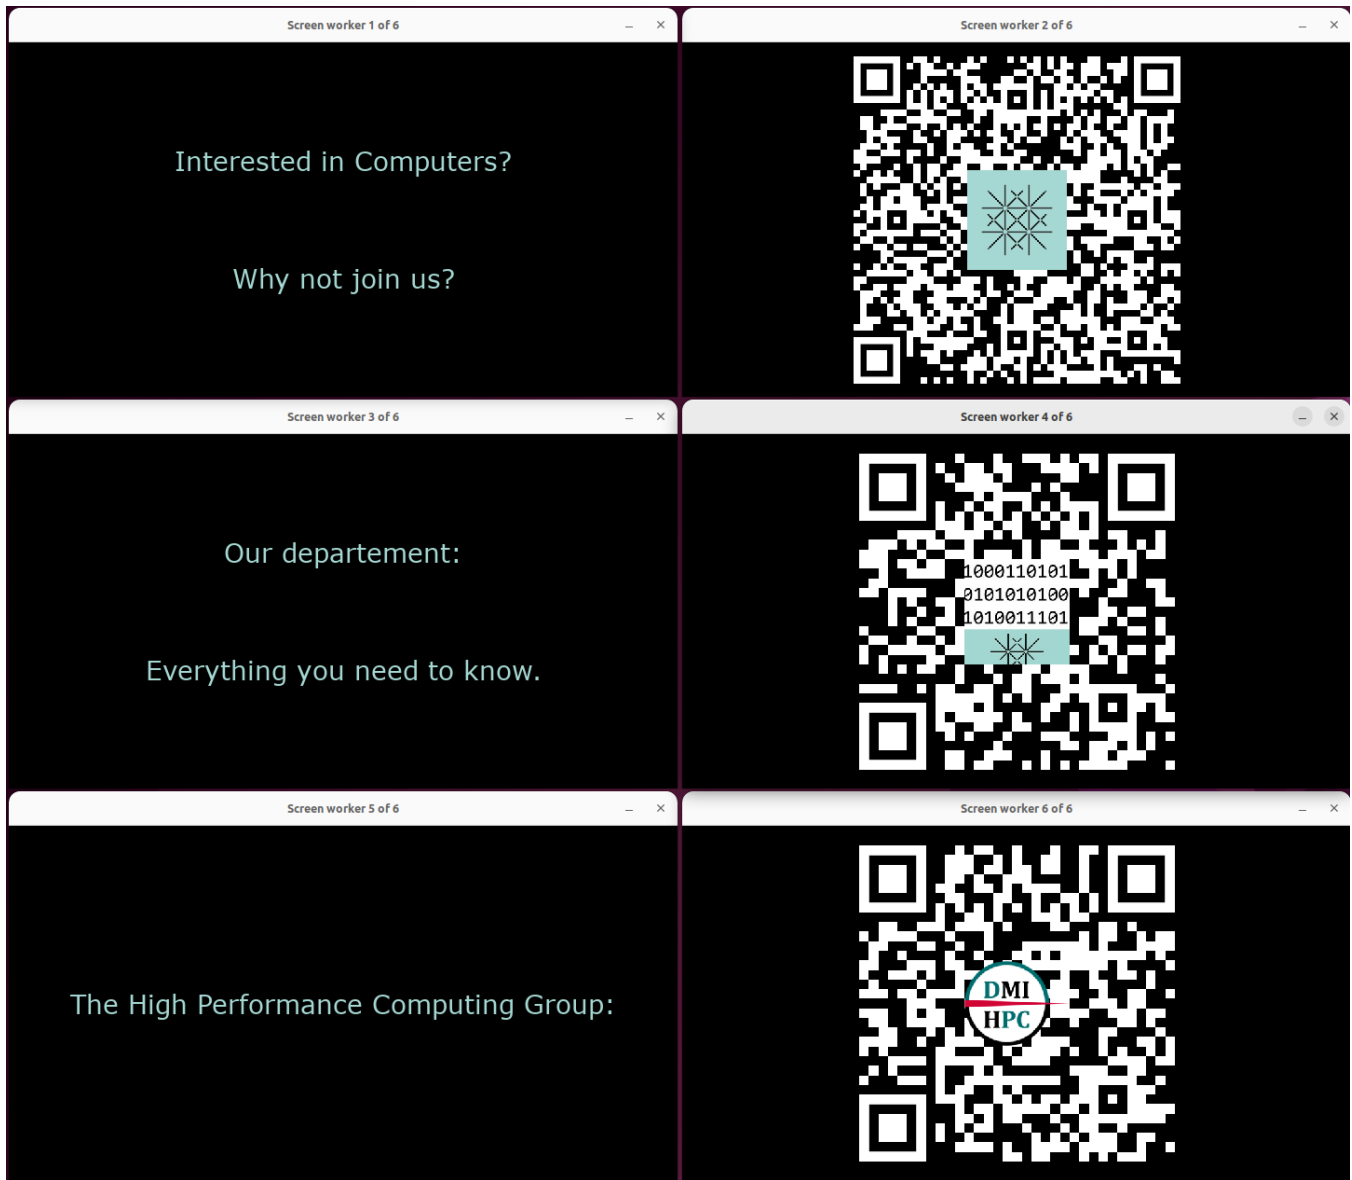 Screen worker 1 of 6
Interested in Computers?
Why not join us?
Screen worker 2 of 6
Screen worker 3 of 6
Our departement:
Everything you need to know.
Screen worker 4 of 6
1000110101
0101010100
1010011101
Screen worker 5 of 6
The High Performance Computing Group:
Screen worker 6 of 6
DMI
HPC